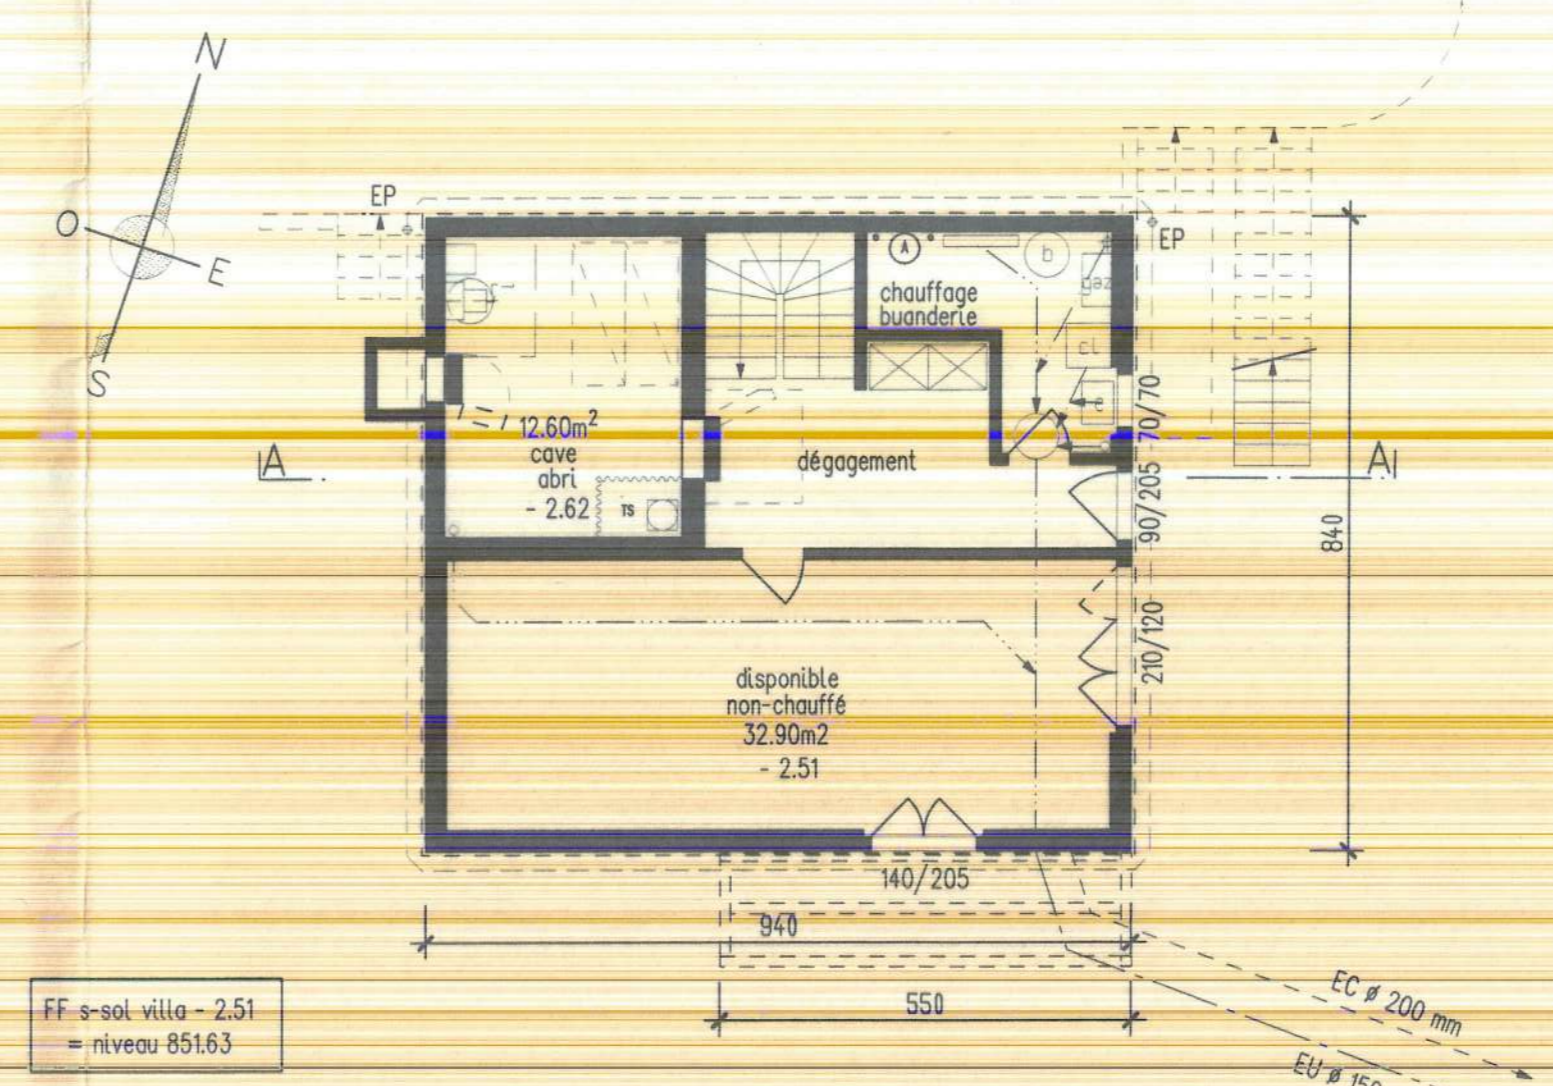 N
O
E
S
EP
EP
A
b
gaz
chauffage
buanderie
cl
e
12.60m²
cave
abri
- 2.62
TS
dégagement
A
A
70/70
90/205
210/120
840
disponible
non-chauffé
32.90m2
- 2.51
140/205
940
550
FF s-sol villa - 2.51
= niveau 851.63
EC ø 200 mm
EU ø